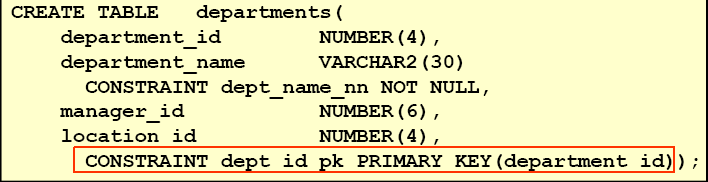 CREATE TABLE departments(
department_id NUMBER(4),
department_name VARCHAR2(30)
CONSTRAINT dept_name_nn NOT NULL,
manager_id NUMBER(6),
location_id NUMBER(4),
CONSTRAINT dept_id_pk PRIMARY KEY(department_id));